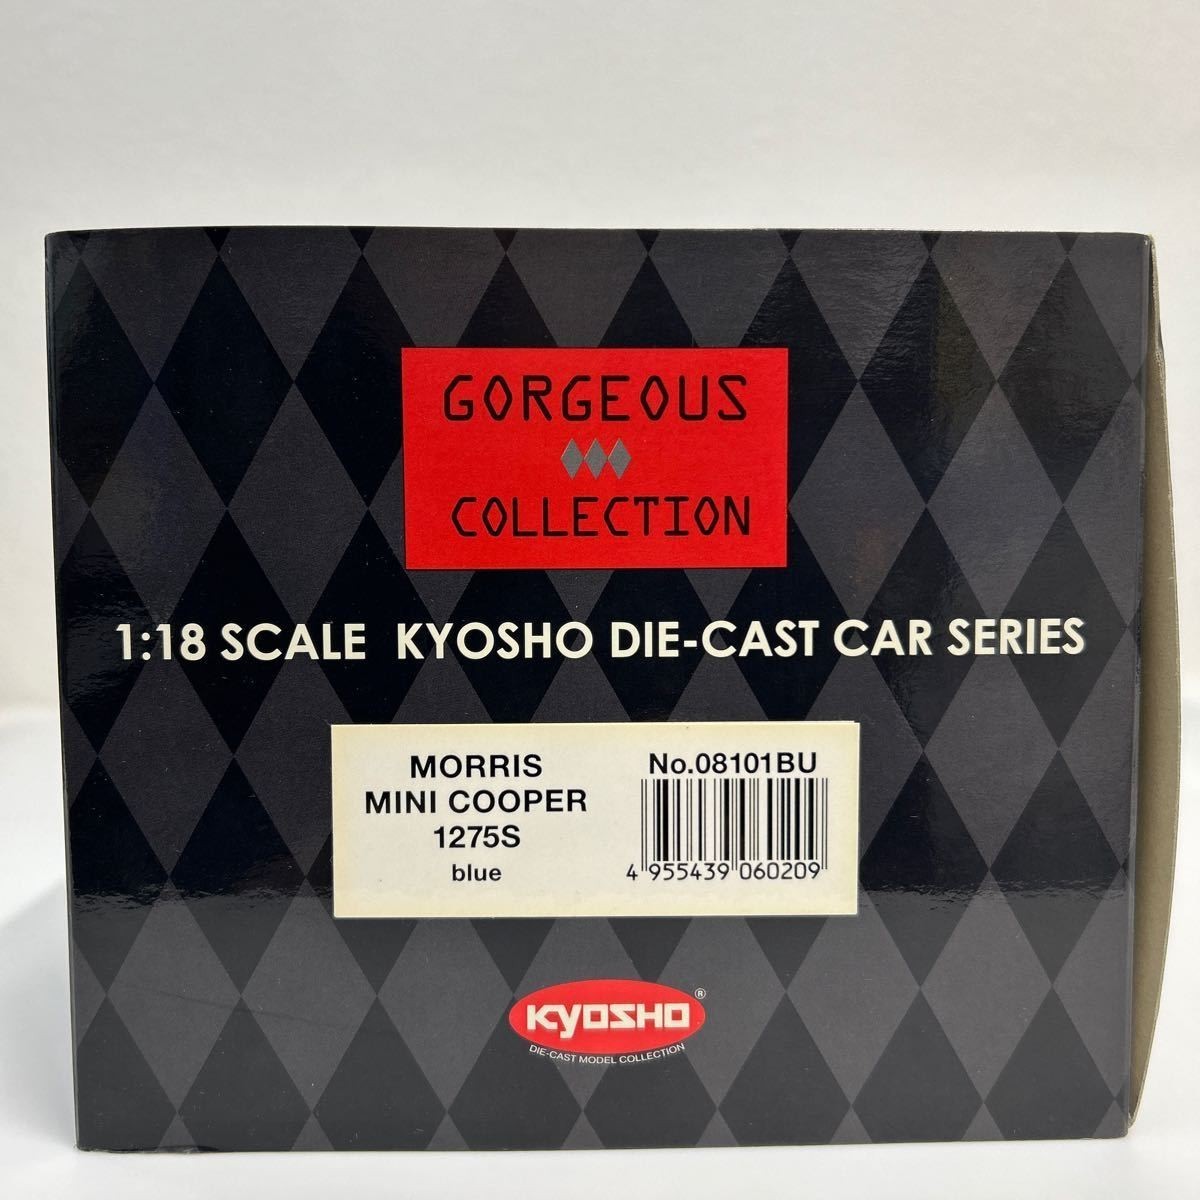 GORGEOUS
COLLECTION
1:18 SCALE KYOSHO DIE-CAST CAR SERIES
MORRIS
MINI COOPER
1275S
blue
No.08101BU
4 955439 060209
KYOSHO ®
DIE-CAST MODEL COLLECTION